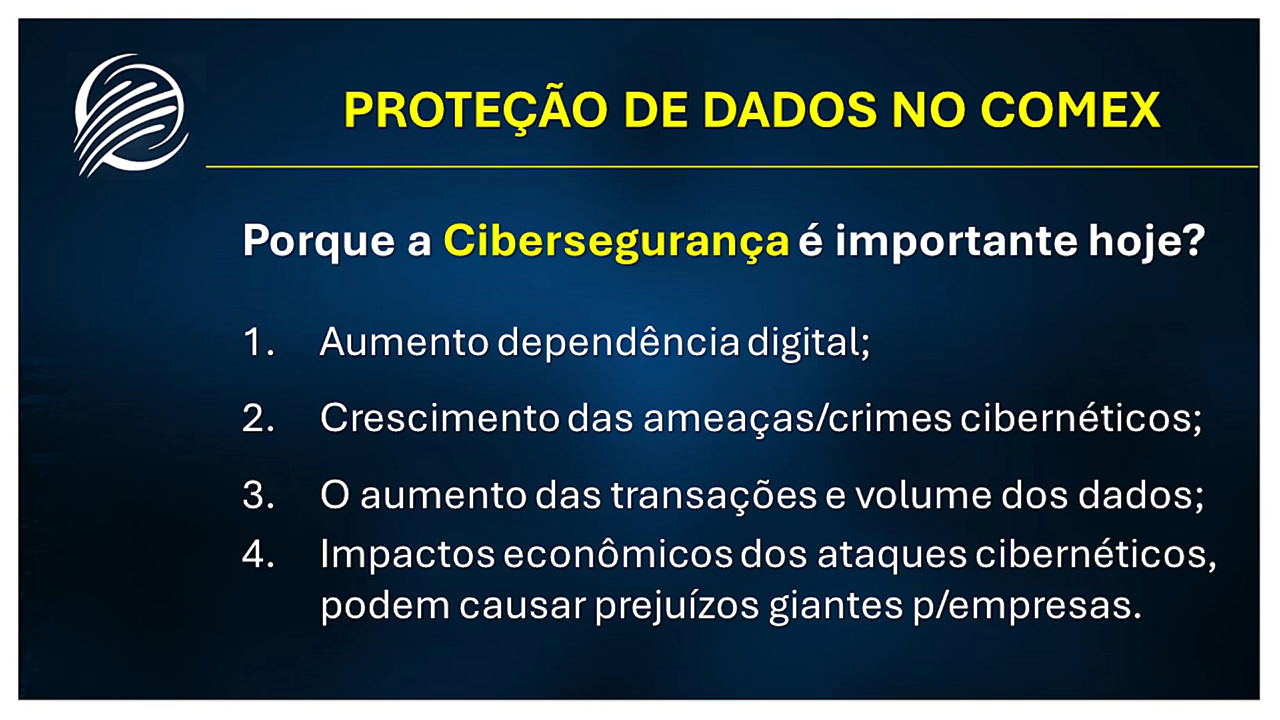 PROTEÇÃO DE DADOS NO COMEX
Porque a Cibersegurança é importante hoje?
1. Aumento dependência digital;
2. Crescimento das ameaças/crimes cibernéticos;
3. O aumento das transações e volume dos dados;
4. Impactos econômicos dos ataques cibernéticos,
podem causar prejuízos giantes p/empresas.